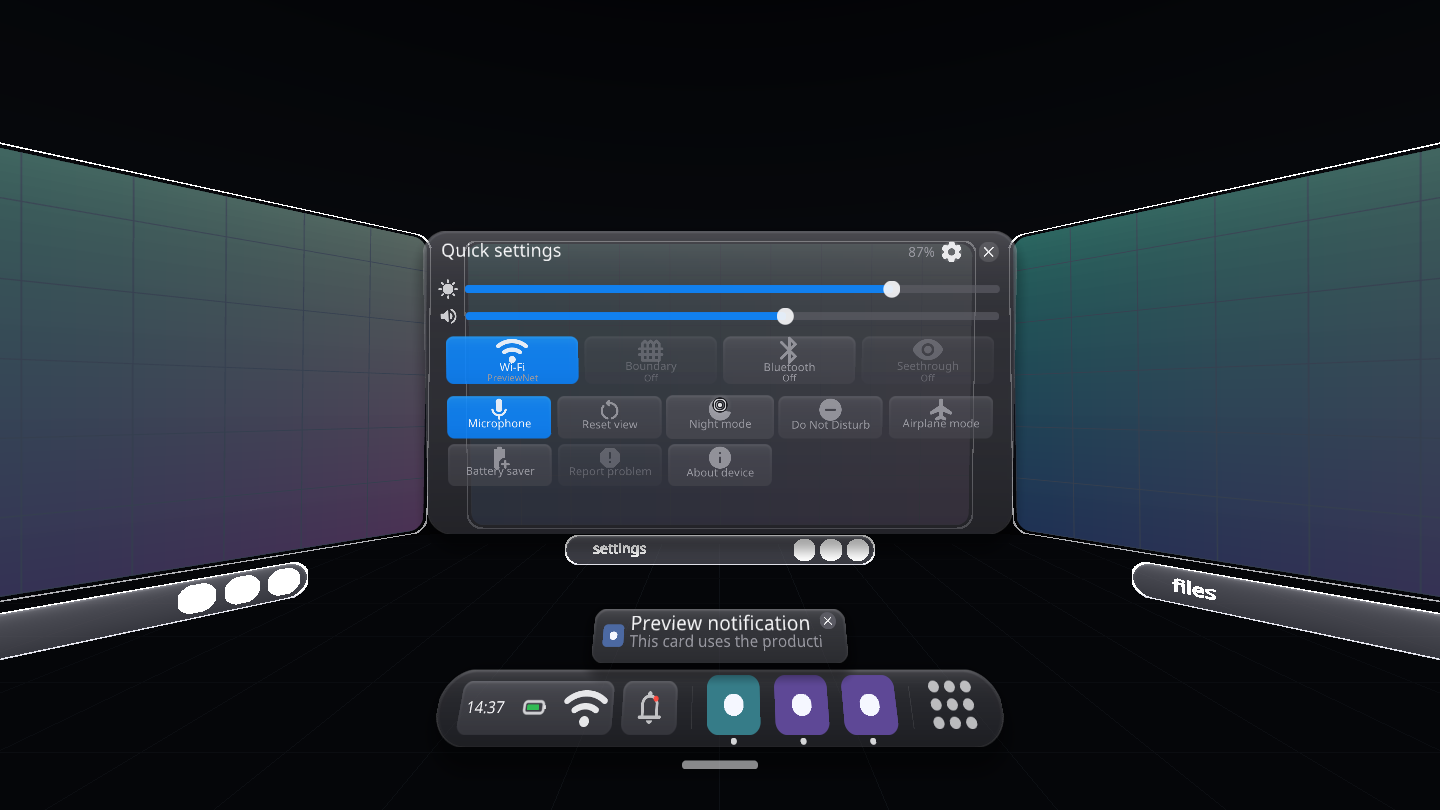 Quick settings
87%
Wi-Fi
PreviewNet
Boundary
Off
Bluetooth
Off
Seethrough
Off
Microphone
Reset view
Night mode
Do Not Disturb
Airplane mode
Battery saver
Report problem
About device
settings
files
Preview notification
This card uses the producti
14:37